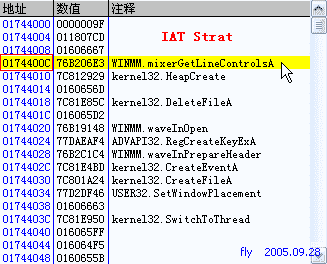 地址 数值 注释
01744000 0000009F
01744004 011807CD
IAT Strat
01744008 01606667
0174400C 76B206E3 WINMM.mixerGetLineControlsA
01744010 7C812929 kernel32.HeapCreate
01744014 0160656D
01744018 7C81E85C kernel32.DeleteFileA
0174401C 016065D2
01744020 76B19148 WINMM.waveInOpen
01744024 77DAEAF4 ADVAPI32.RegCreateKeyExA
01744028 76B2C1C4 WINMM.waveInPrepareHeader
0174402C 7C81E4BD kernel32.CreateEventA
01744030 7C801A24 kernel32.CreateFileA
01744034 77D2DF46 USER32.SetWindowPlacement
01744038 01606663
0174403C 7C81E950 kernel32.SwitchToThread
01744040 016065FF
01744044 016064F5
01744048 0160655B
fly 2005.09.28